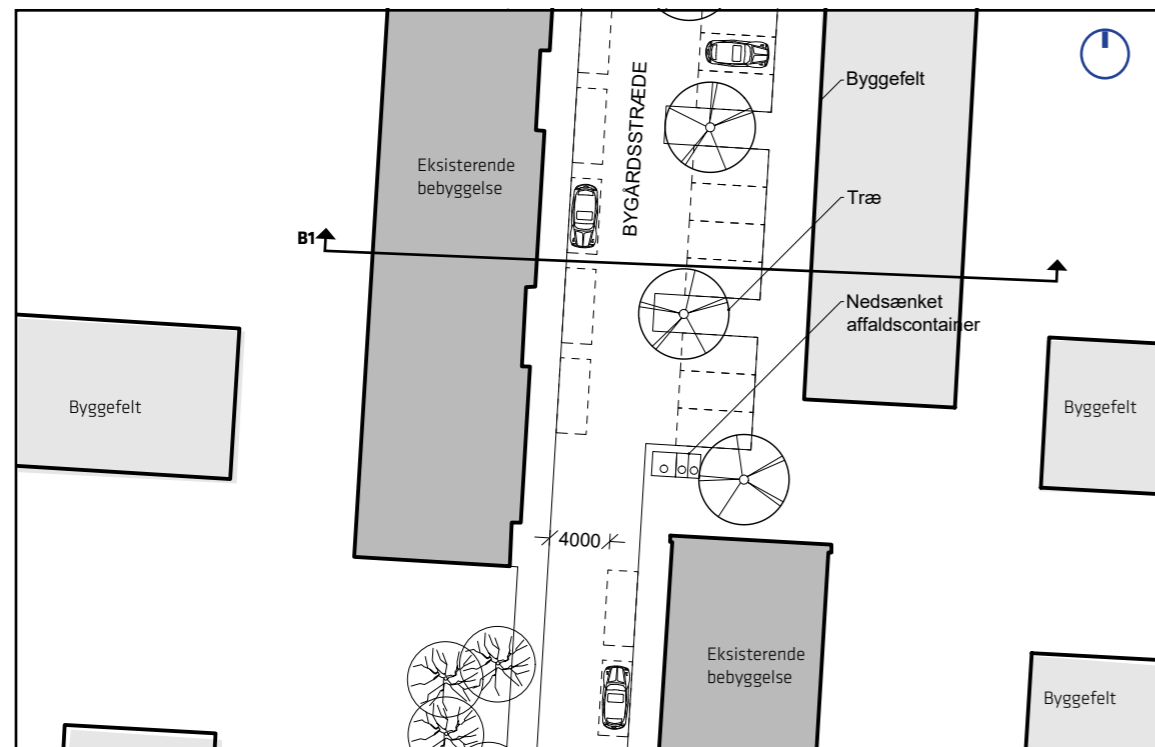 BYGÅRDSSTRÆDE
Byggefelt
Eksisterende
bebyggelse
Træ
B1
Nedsænket
affaldscontainer
Byggefelt
Byggefelt
4000
Eksisterende
bebyggelse
Byggefelt